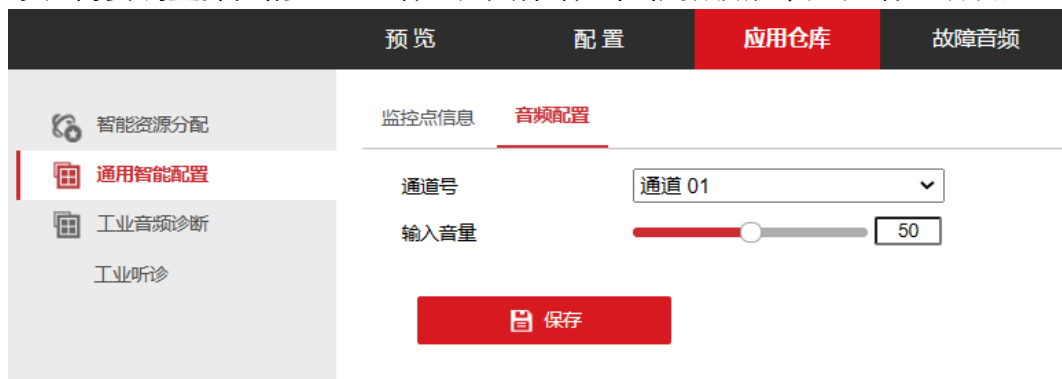 预 览 配 置 应用仓库 故障音频
智能资源分配
通用智能配置
工业音频诊断
工业听诊
监控点信息 音频配置
通道号 通道 01
输入音量 50
保存